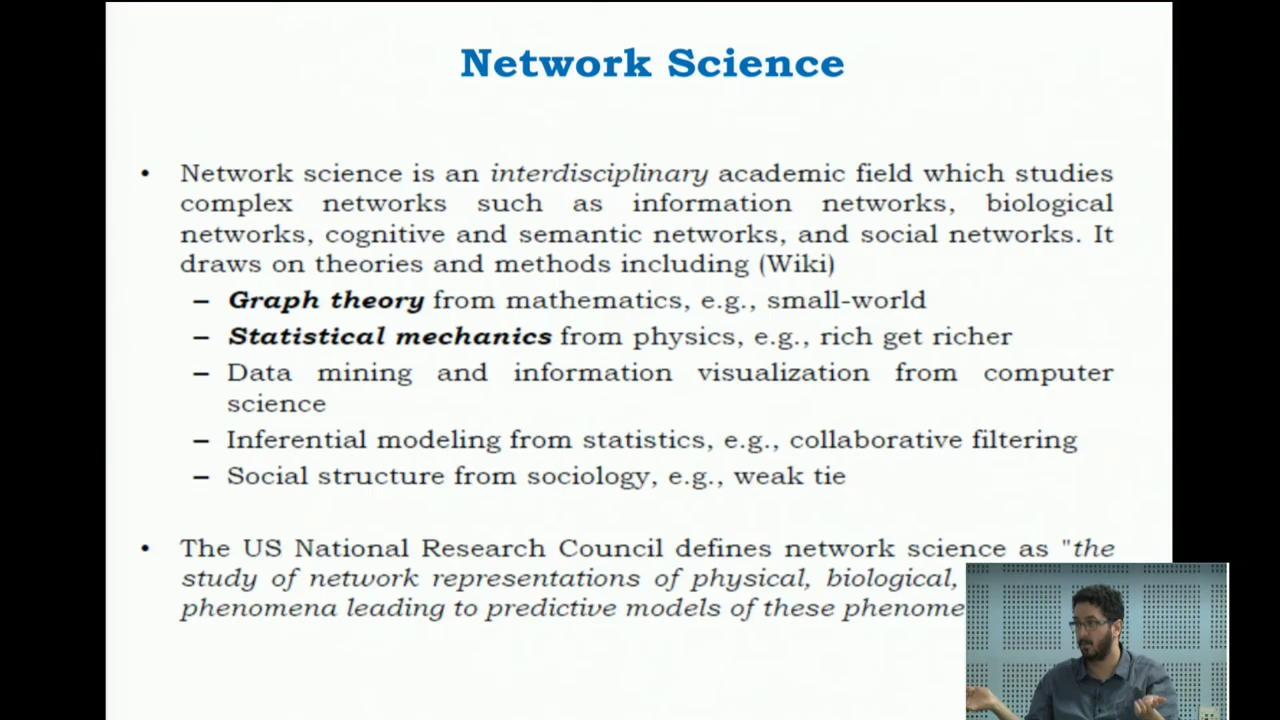 Network Science
• Network science is an interdisciplinary academic field which studies
complex networks such as information networks, biological
networks, cognitive and semantic networks, and social networks. It
draws on theories and methods including (Wiki)
– Graph theory from mathematics, e.g., small-world
– Statistical mechanics from physics, e.g., rich get richer
– Data mining and information visualization from computer
science
– Inferential modeling from statistics, e.g., collaborative filtering
– Social structure from sociology, e.g., weak tie
• The US National Research Council defines network science as "the
study of network representations of physical, biological,
phenomena leading to predictive models of these phenome